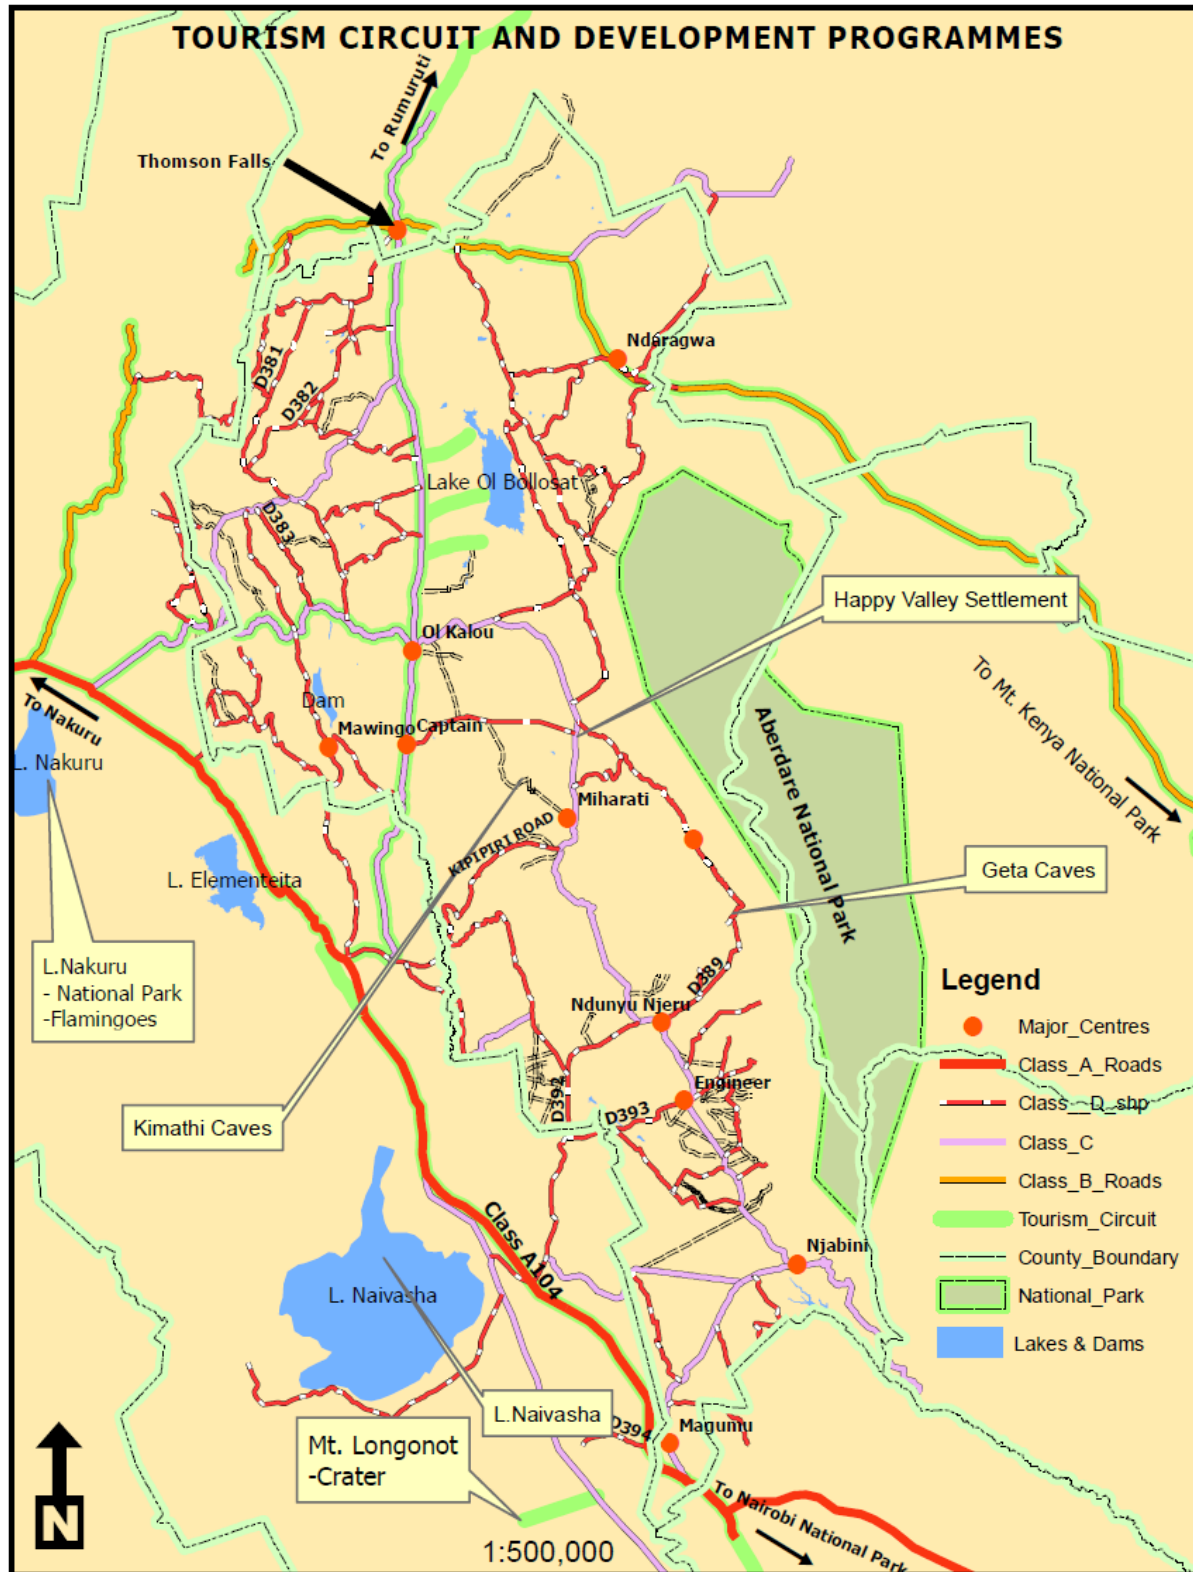 TOURISM CIRCUIT AND DEVELOPMENT PROGRAMMES
To Rumuruti
Thomson Falls
Ndaragwa
D381
D382
Lake Ol Bollosat
D383
Happy Valley Settlement
Ol Kalou
To Mt. Kenya National Park
Dam
To Nakuru
Mawingo
Captain
Aberdare National Park
L. Nakuru
Miharati
KIPIPIRI ROAD
L. Elementeita
Geta Caves
L.Nakuru
- National Park
-Flamingoes
D389
Ndunyu Njeru
Legend
Major_Centres
Class_A_Roads
Class__D_shp
Class_C
Class_B_Roads
Tourism_Circuit
County_Boundary
National_Park
Lakes & Dams
Engineer
D392
D393
Kimathi Caves
Class A104
Njabini
L. Naivasha
L.Naivasha
D394
Magumu
Mt. Longonot
-Crater
To Nairobi National Park
N
1:500,000